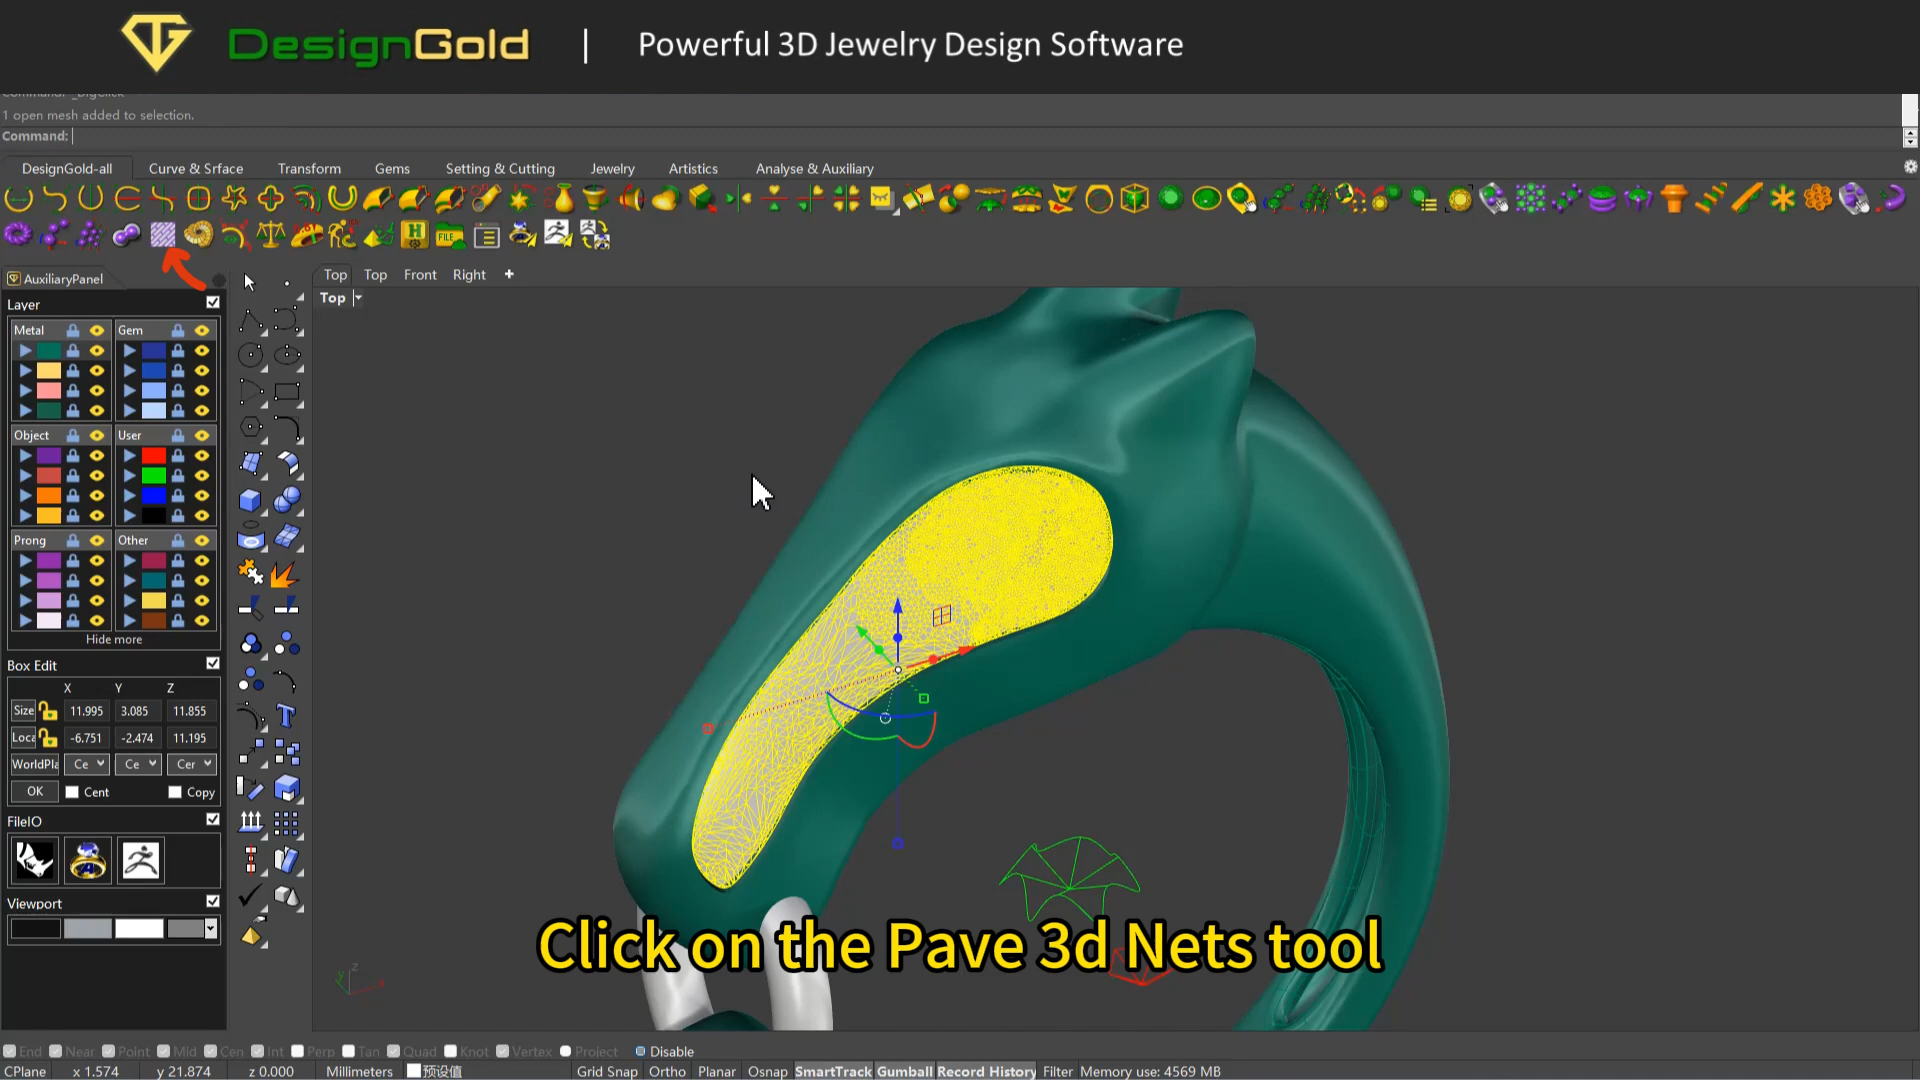 DesignGold | Powerful 3D Jewelry Design Software
1 open mesh added to selection.
Command:
DesignGold-all Curve & Srface Transform Gems Setting & Cutting Jewelry Artistics Analyse & Auxiliary
H FILE
AuxiliaryPanel
Top Top Front Right +
Layer
Top
Metal Gem
Object User
Prong Other
Hide more
Box Edit
X Y Z
Size 11.995 3.085 11.855
Loca -6.751 -2.474 11.195
WorldPla Ce Ce Cer
OK Cent Copy
FileIO
Viewport
Click on the Pave 3d Nets tool
z
y
End Near Point Mid Cen Int Perp Tan Quad Knot Vertex Project Disable
CPlane x 1.574 y 21.874 z 0.000 Millimeters 预设值 Grid Snap Ortho Planar Osnap SmartTrack Gumball Record History Filter Memory use: 4569 MB